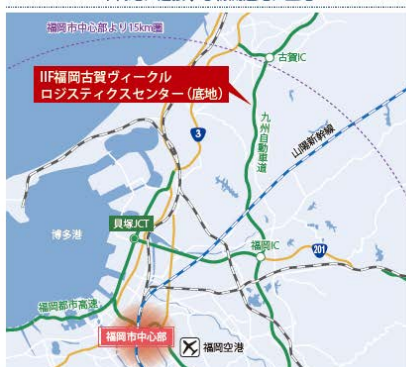 福岡市中心部より15km圏
古賀IC
IIF福岡古賀ヴィークル
ロジスティクスセンター(底地)
3
九州自動車道
山陽新幹線
貝塚JCT
博多港
福岡IC
201
福岡都市高速
福岡市中心部
福岡空港